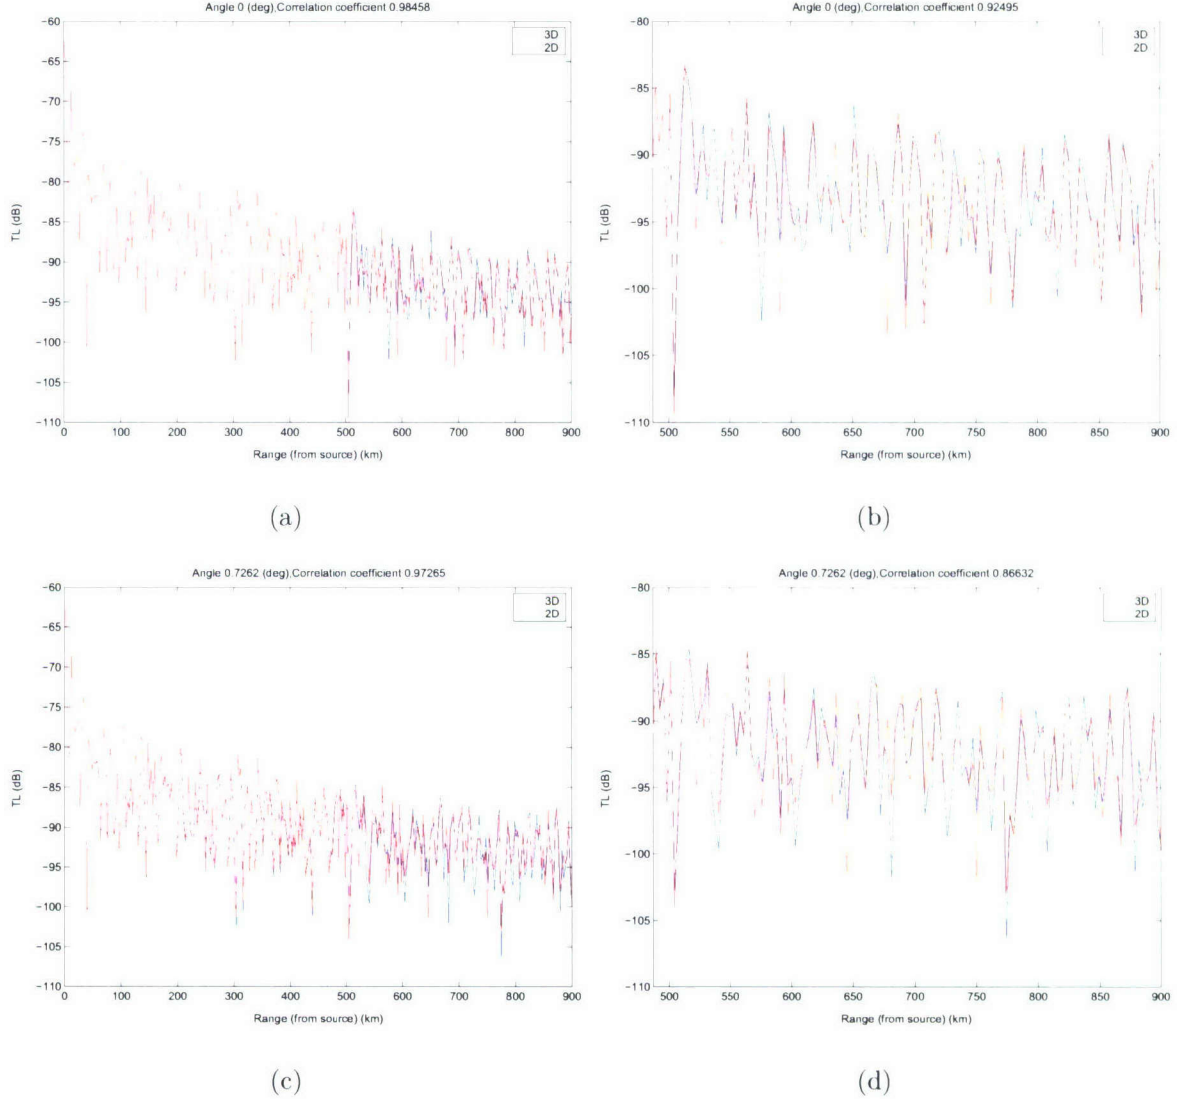 Angle 0 (deg),Correlation coefficient 0.98458
−60
−65
−70
−75
−80
−85
−90
−95
−100
−105
−110
TL (dB)
3D
2D
0 100 200 300 400 500 600 700 800 900
Range (from source) (km)
(a)
Angle 0 (deg),Correlation coefficient 0.92495
−80
−85
−90
−95
−100
−105
−110
TL (dB)
3D
2D
500 550 600 650 700 750 800 850 900
Range (from source) (km)
(b)
Angle 0.7262 (deg),Correlation coefficient 0.97265
−60
−65
−70
−75
−80
−85
−90
−95
−100
−105
−110
TL (dB)
3D
2D
0 100 200 300 400 500 600 700 800 900
Range (from source) (km)
(c)
Angle 0.7262 (deg),Correlation coefficient 0.86632
−80
−85
−90
−95
−100
−105
−110
TL (dB)
3D
2D
500 550 600 650 700 750 800 850 900
Range (from source) (km)
(d)